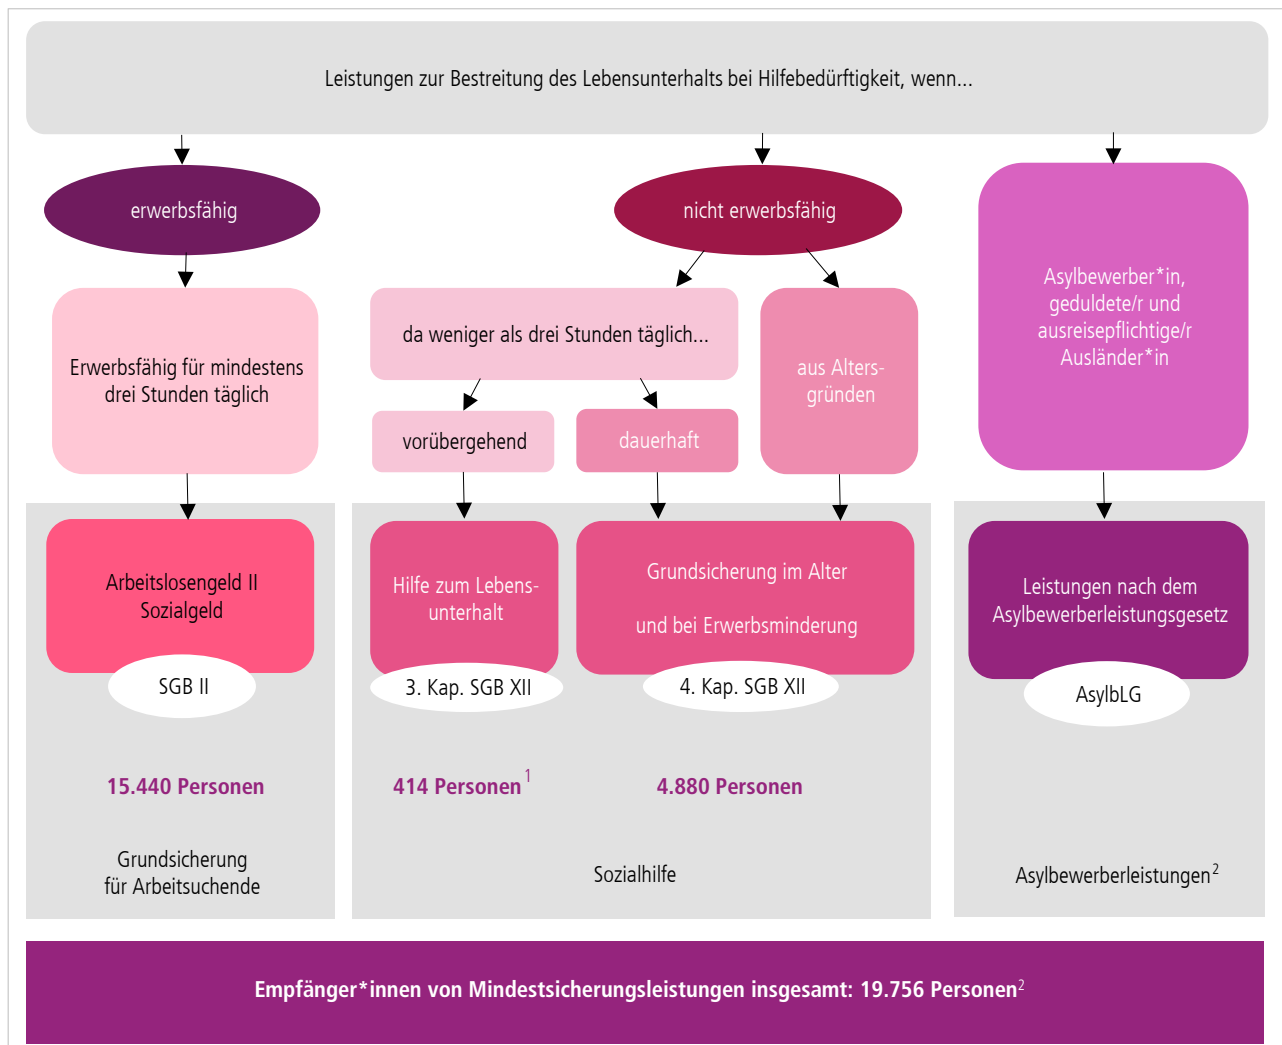 Leistungen zur Bestreitung des Lebensunterhalts bei Hilfebedürftigkeit, wenn...
erwerbsfähig
nicht erwerbsfähig
Asylbewerber*in,
geduldete/r und
ausreisepflichtige/r
Ausländer*in
Erwerbsfähig für mindestens
drei Stunden täglich
da weniger als drei Stunden täglich...
aus Alters-
gründen
vorübergehend
dauerhaft
Arbeitslosengeld II
Sozialgeld
SGB II
Hilfe zum Lebens-
unterhalt
3. Kap. SGB XII
Grundsicherung im Alter
und bei Erwerbsminderung
4. Kap. SGB XII
Leistungen nach dem
Asylbewerberleistungsgesetz
AsylbLG
15.440 Personen
414 Personen1
4.880 Personen
Grundsicherung
für Arbeitsuchende
Sozialhilfe
Asylbewerberleistungen2
Empfänger*innen von Mindestsicherungsleistungen insgesamt: 19.756 Personen2